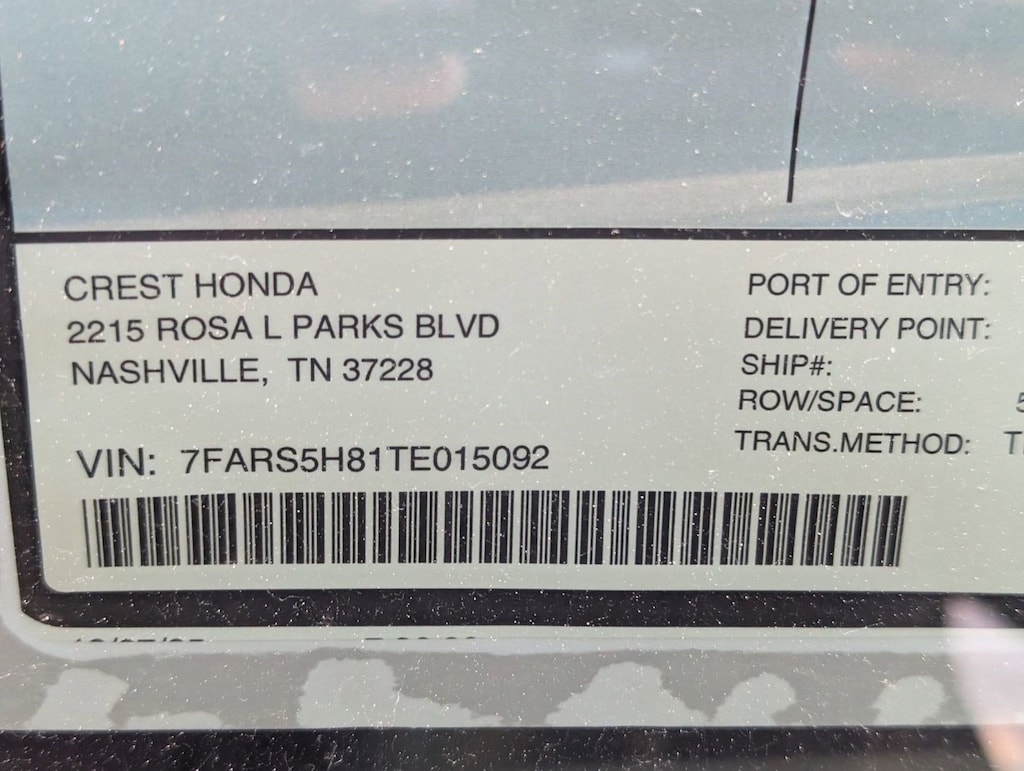 CREST HONDA
2215 ROSA L PARKS BLVD
NASHVILLE, TN 37228
VIN: 7FARS5H81TE015092
PORT OF ENTRY:
DELIVERY POINT:
SHIP#:
ROW/SPACE: 5
TRANS.METHOD: T